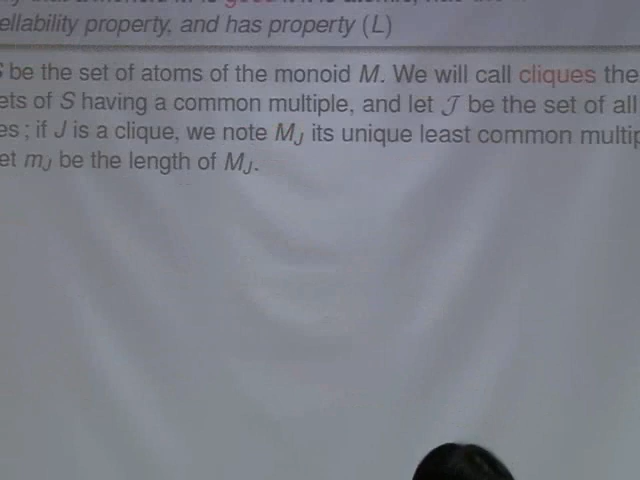 ellability property, and has property (L)
be the set of atoms of the monoid M. We will call cliques the
ets of S having a common multiple, and let 𝒥 be the set of all
es ; if J is a clique, we note M_J its unique least common multip
et m_J be the length of M_J.